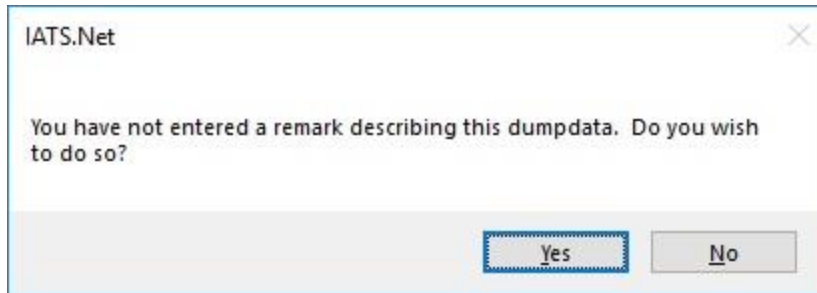 IATS.Net
You have not entered a remark describing this dumpdata.  Do you wish
to do so?
Yes
No